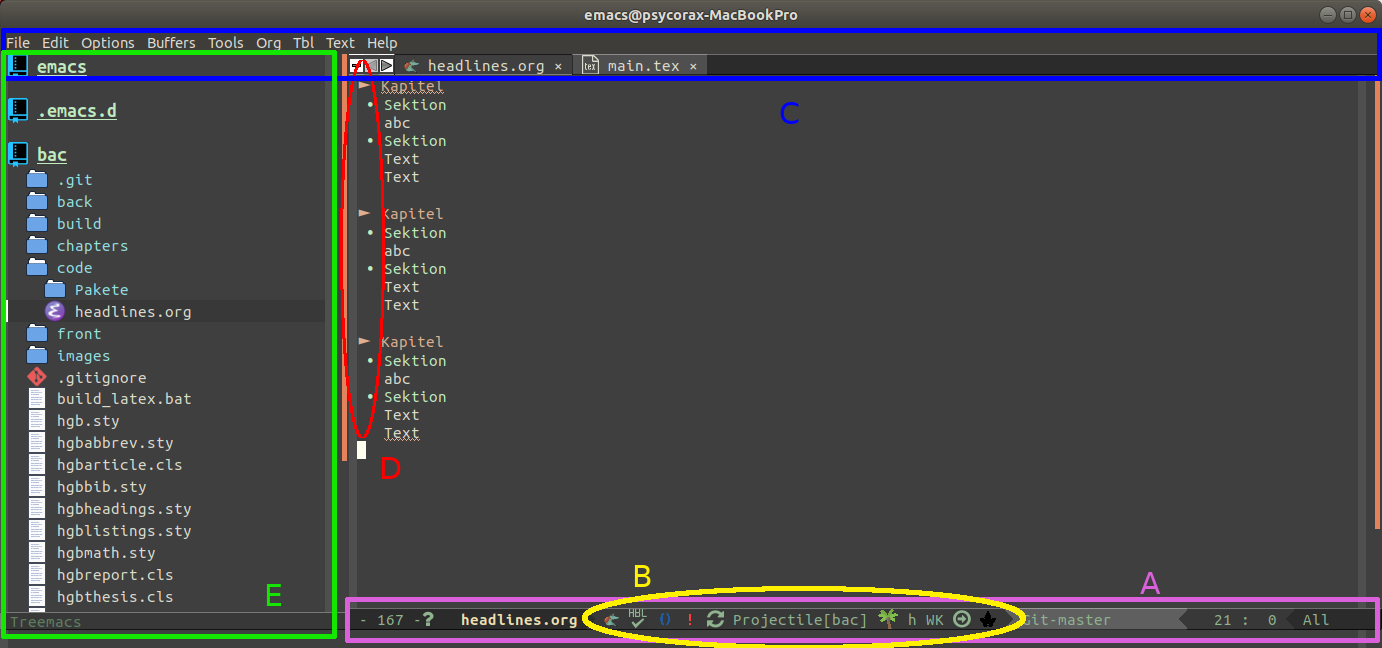 emacs@psycorax-MacBookPro
File Edit Options Buffers Tools Org Tbl Text Help
emacs
.emacs.d
bac
.git
back
build
chapters
code
Pakete
headlines.org
front
images
.gitignore
build_latex.bat
hgb.sty
hgbabbrev.sty
hgbarticle.cls
hgbbib.sty
hgbheadings.sty
hgblistings.sty
hgbmath.sty
hgbreport.cls
hgbthesis.cls
E
Treemacs
headlines.org × tex main.tex ×
C
► Kapitel
• Sektion
abc
• Sektion
Text
Text
► Kapitel
• Sektion
abc
• Sektion
Text
Text
► Kapitel
• Sektion
abc
• Sektion
Text
Text
D
B
A
- 167 -? headlines.org ABC () ! Projectile[bac] h WK Git-master 21 : 0 All